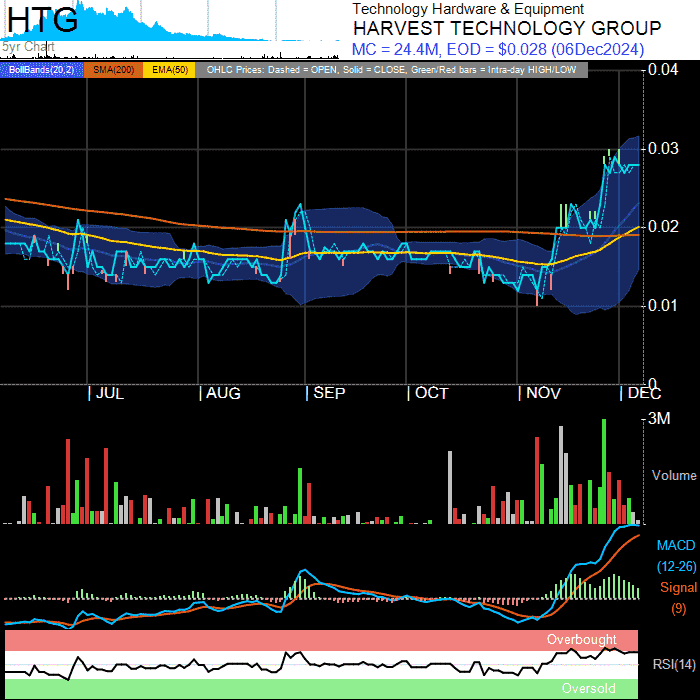 HTG
5yr Chart
Technology Hardware & Equipment
HARVEST TECHNOLOGY GROUP
MC = 24.4M, EOD = $0.028 (06Dec2024)
BollBands(20,2) SMA(200) EMA(50) OHLC Prices: Dashed = OPEN, Solid = CLOSE, Green/Red bars = Intra-day HIGH/LOW
0.04
0.03
0.02
0.01
0
| JUL | AUG | SEP | OCT | NOV | DEC
3M
Volume
MACD
(12-26)
Signal
(9)
Overbought
RSI(14)
Oversold